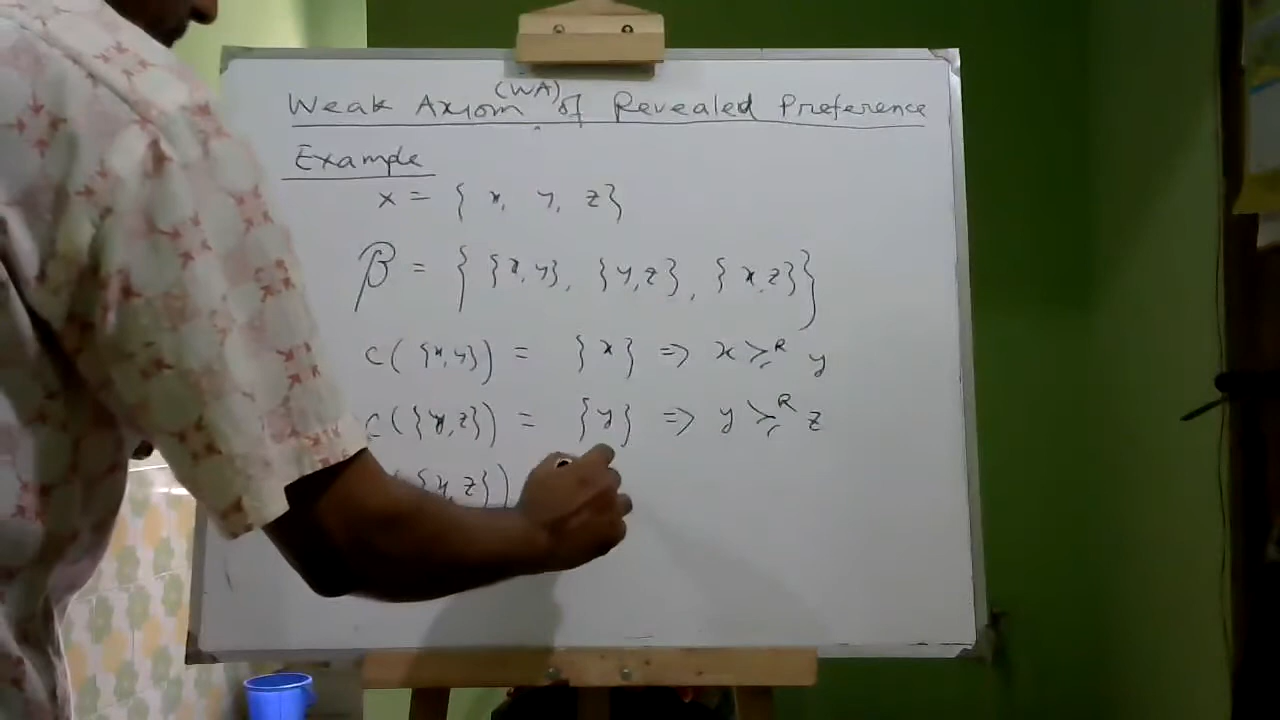 Weak Axiom (WA) of Revealed Preference
Example
X = { x, y, z}
β = { {x, y}, {y, z}, {x, z}}
C( {x, y}) = {x} => x ≽ᴿ y
C( {y, z}) = {y} => y ≽ᴿ z
{x, z})